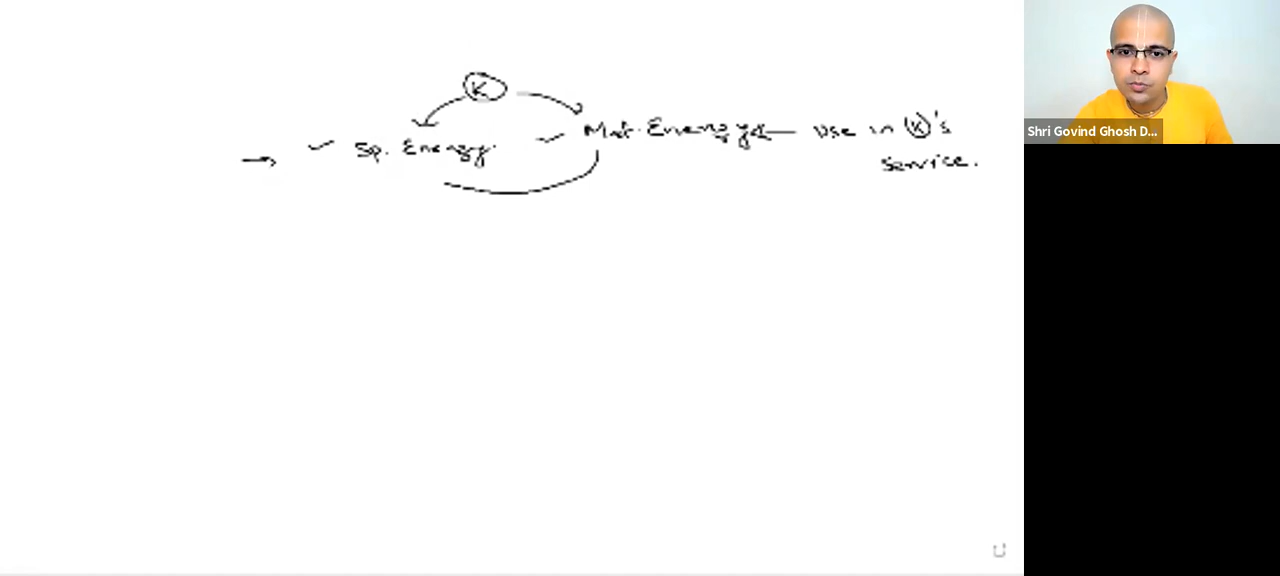 K
Sp. Energy.
Mat. Energy
Use in K's
service.
Shri Govind Ghosh D...